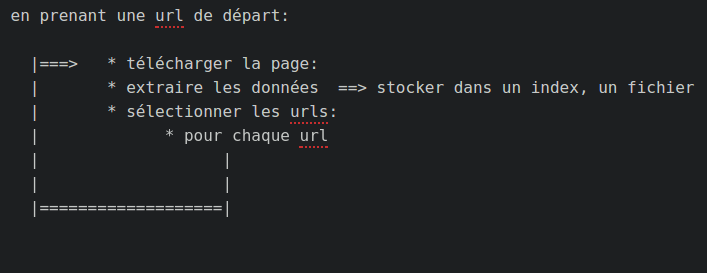 en prenant une url de départ:
|===>   * télécharger la page:
|       * extraire les données  ==> stocker dans un index, un fichier
|       * sélectionner les urls:
|             * pour chaque url
|                   |
|                   |
|===================|